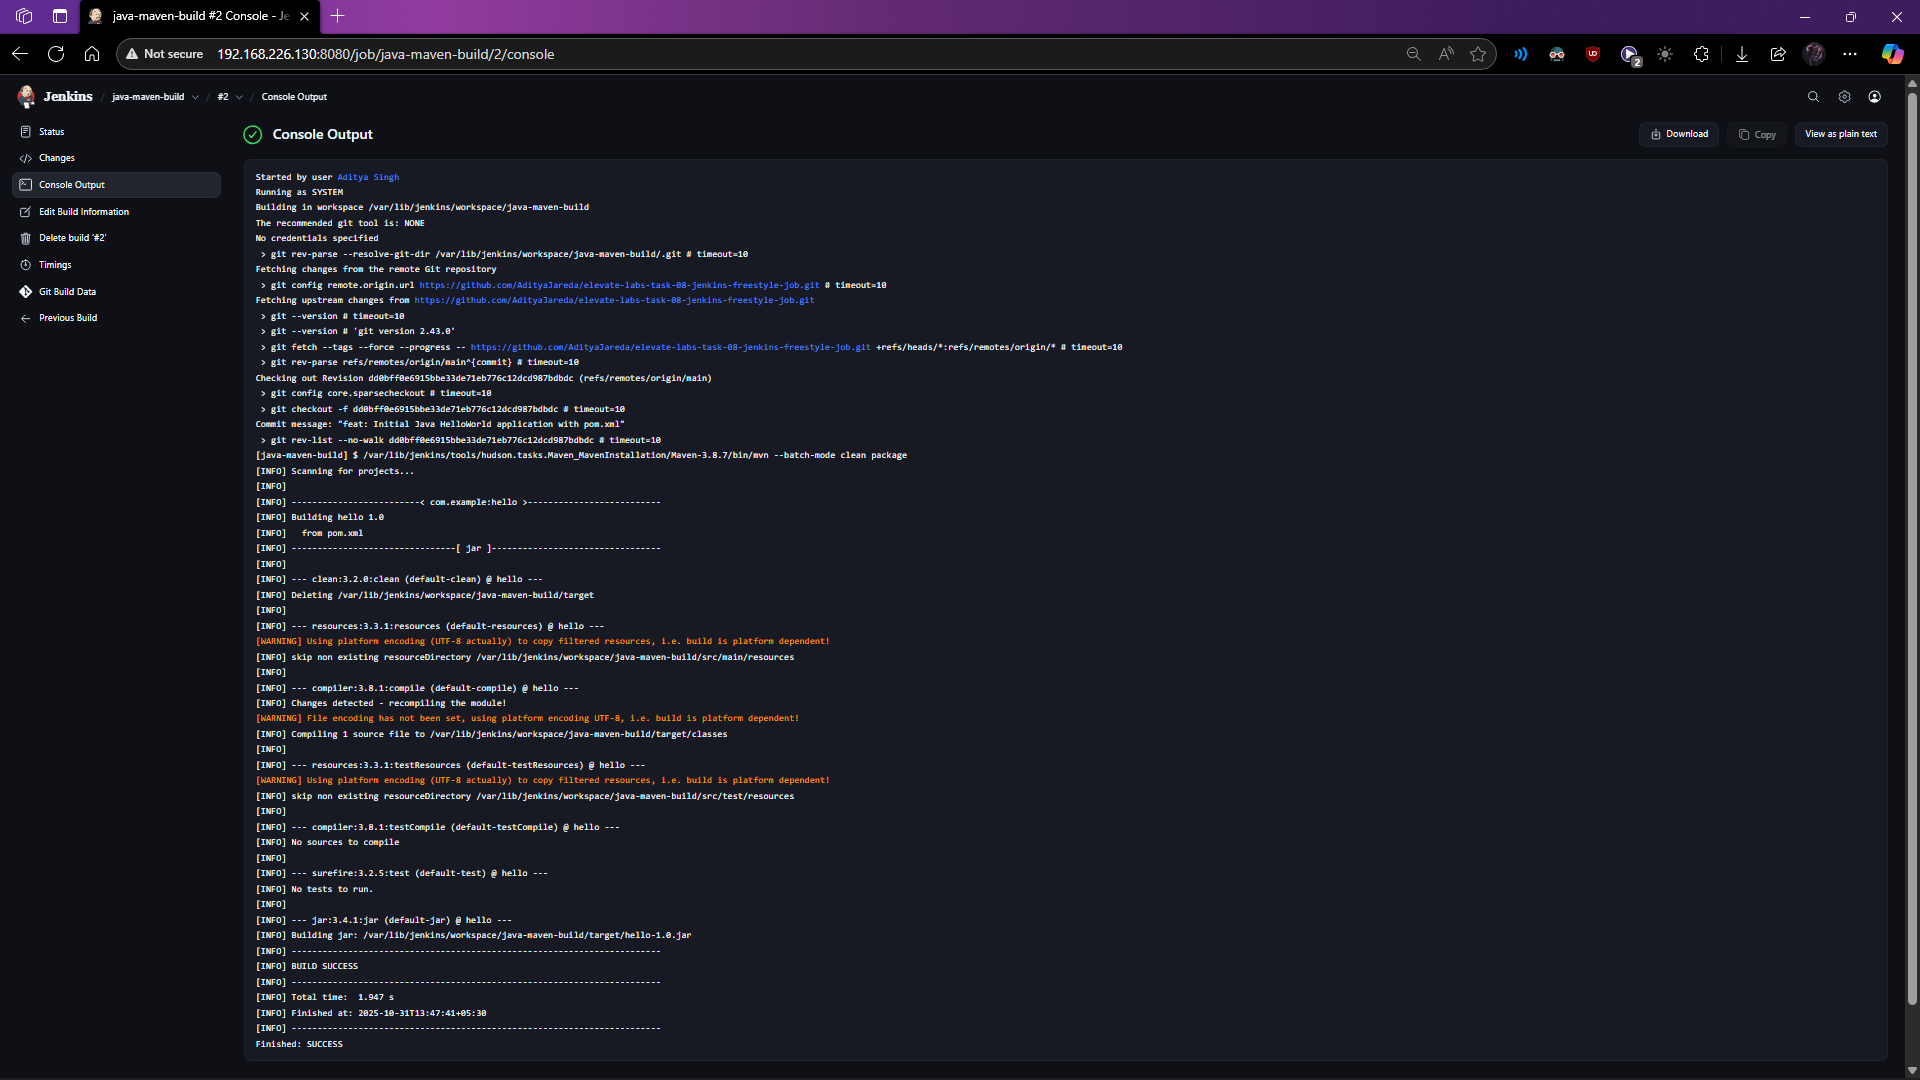 java-maven-build #2 Console - Je
Not secure 192.168.226.130:8080/job/java-maven-build/2/console
2
Jenkins / java-maven-build / #2 / Console Output
Status
Changes
Console Output
Edit Build Information
Delete build '#2'
Timings
Git Build Data
Previous Build
Console Output
Download
Copy
View as plain text
Started by user Aditya Singh
Running as SYSTEM
Building in workspace /var/lib/jenkins/workspace/java-maven-build
The recommended git tool is: NONE
No credentials specified
> git rev-parse --resolve-git-dir /var/lib/jenkins/workspace/java-maven-build/.git # timeout=10
Fetching changes from the remote Git repository
> git config remote.origin.url https://github.com/AdityaJareda/elevate-labs-task-08-jenkins-freestyle-job.git # timeout=10
Fetching upstream changes from https://github.com/AdityaJareda/elevate-labs-task-08-jenkins-freestyle-job.git
> git --version # timeout=10
> git --version # 'git version 2.43.0'
> git fetch --tags --force --progress -- https://github.com/AdityaJareda/elevate-labs-task-08-jenkins-freestyle-job.git +refs/heads/*:refs/remotes/origin/* # timeout=10
> git rev-parse refs/remotes/origin/main^{commit} # timeout=10
Checking out Revision dd0bff0e6915bbe33de71eb776c12dcd987bdbdc (refs/remotes/origin/main)
> git config core.sparsecheckout # timeout=10
> git checkout -f dd0bff0e6915bbe33de71eb776c12dcd987bdbdc # timeout=10
Commit message: "feat: Initial Java HelloWorld application with pom.xml"
> git rev-list --no-walk dd0bff0e6915bbe33de71eb776c12dcd987bdbdc # timeout=10
[java-maven-build] $ /var/lib/jenkins/tools/hudson.tasks.Maven_MavenInstallation/Maven-3.8.7/bin/mvn --batch-mode clean package
[INFO] Scanning for projects...
[INFO]
[INFO] -------------------------< com.example:hello >--------------------------
[INFO] Building hello 1.0
[INFO]   from pom.xml
[INFO] --------------------------------[ jar ]---------------------------------
[INFO]
[INFO] --- clean:3.2.0:clean (default-clean) @ hello ---
[INFO] Deleting /var/lib/jenkins/workspace/java-maven-build/target
[INFO]
[INFO] --- resources:3.3.1:resources (default-resources) @ hello ---
[WARNING] Using platform encoding (UTF-8 actually) to copy filtered resources, i.e. build is platform dependent!
[INFO] skip non existing resourceDirectory /var/lib/jenkins/workspace/java-maven-build/src/main/resources
[INFO]
[INFO] --- compiler:3.8.1:compile (default-compile) @ hello ---
[INFO] Changes detected - recompiling the module!
[WARNING] File encoding has not been set, using platform encoding UTF-8, i.e. build is platform dependent!
[INFO] Compiling 1 source file to /var/lib/jenkins/workspace/java-maven-build/target/classes
[INFO]
[INFO] --- resources:3.3.1:testResources (default-testResources) @ hello ---
[WARNING] Using platform encoding (UTF-8 actually) to copy filtered resources, i.e. build is platform dependent!
[INFO] skip non existing resourceDirectory /var/lib/jenkins/workspace/java-maven-build/src/test/resources
[INFO]
[INFO] --- compiler:3.8.1:testCompile (default-testCompile) @ hello ---
[INFO] No sources to compile
[INFO]
[INFO] --- surefire:3.2.5:test (default-test) @ hello ---
[INFO] No tests to run.
[INFO]
[INFO] --- jar:3.4.1:jar (default-jar) @ hello ---
[INFO] Building jar: /var/lib/jenkins/workspace/java-maven-build/target/hello-1.0.jar
[INFO] ------------------------------------------------------------------------
[INFO] BUILD SUCCESS
[INFO] ------------------------------------------------------------------------
[INFO] Total time:  1.947 s
[INFO] Finished at: 2025-10-31T13:47:41+05:30
[INFO] ------------------------------------------------------------------------
Finished: SUCCESS